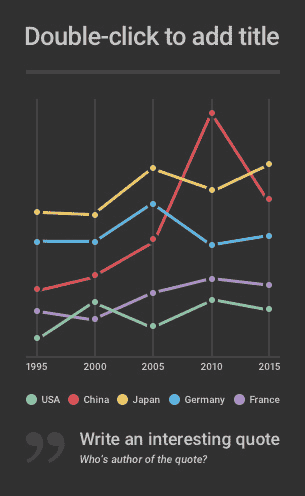 Double-click to add title
1995 2000 2005 2010 2015
USA China Japan Germany France
Write an interesting quote
Who's author of the quote?